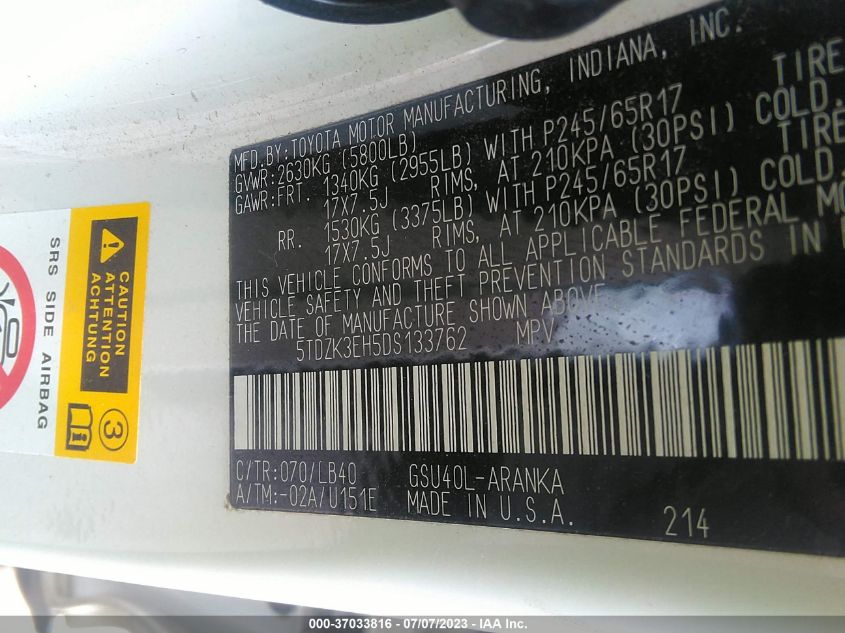 MFD.BY:TOYOTA MOTOR MANUFACTURING, INDIANA, INC.
GVWR:2630KG (5800LB)
GAWR:FRT. 1340KG (2955LB) WITH P245/65R17 TIRE
17X7.5J RIMS, AT 210KPA (30PSI) COLD.
RR. 1530KG (3375LB) WITH P245/65R17 TIRE
17X7.5J RIMS, AT 210KPA (30PSI) COLD.
THIS VEHICLE CONFORMS TO ALL APPLICABLE FEDERAL
VEHICLE SAFETY AND THEFT PREVENTION STANDARDS IN
THE DATE OF MANUFACTURE SHOWN ABOVE.
5TDZK3EH5DS133762 MPV
C/TR:070/LB40 GSU40L-ARANKA
A/TM:-02A/U151E MADE IN U.S.A.
214
SRS SIDE AIRBAG
CAUTION
ACHTUNG
3
000-37033816 - 07/07/2023 - IAA Inc.